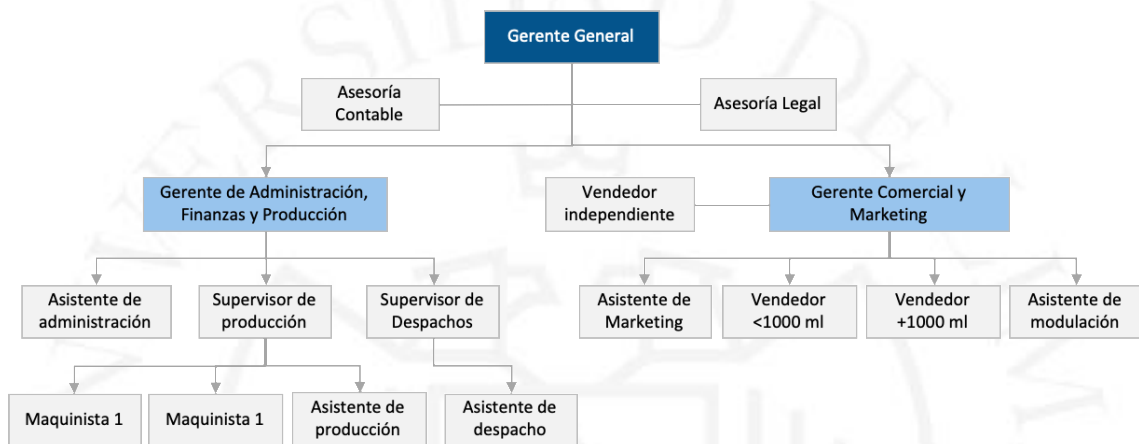 Gerente General
Asesoría
Contable
Asesoría Legal
Gerente de Administración,
Finanzas y Producción
Vendedor
independiente
Gerente Comercial y
Marketing
Asistente de
administración
Supervisor de
producción
Supervisor de
Despachos
Asistente de
Marketing
Vendedor
<1000 ml
Vendedor
+1000 ml
Asistente de
modulación
Maquinista 1
Maquinista 1
Asistente de
producción
Asistente de
despacho